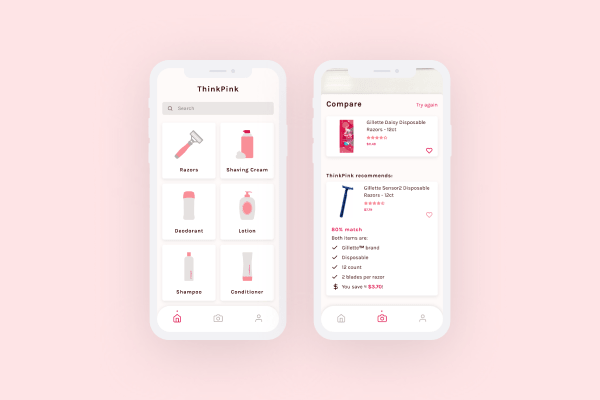 ThinkPink
Search
Razors
Shaving Cream
Deodorant
Lotion
Shampoo
Conditioner
Compare
Try again
Gillette Daisy Disposable
Razors - 12ct
ThinkPink recommends:
Gillette Sensor2 Disposable
Razors - 12ct
80% match
Both items are:
Gillette™ brand
Disposable
12 count
2 blades per razor
$ You save ≈ $3.70!